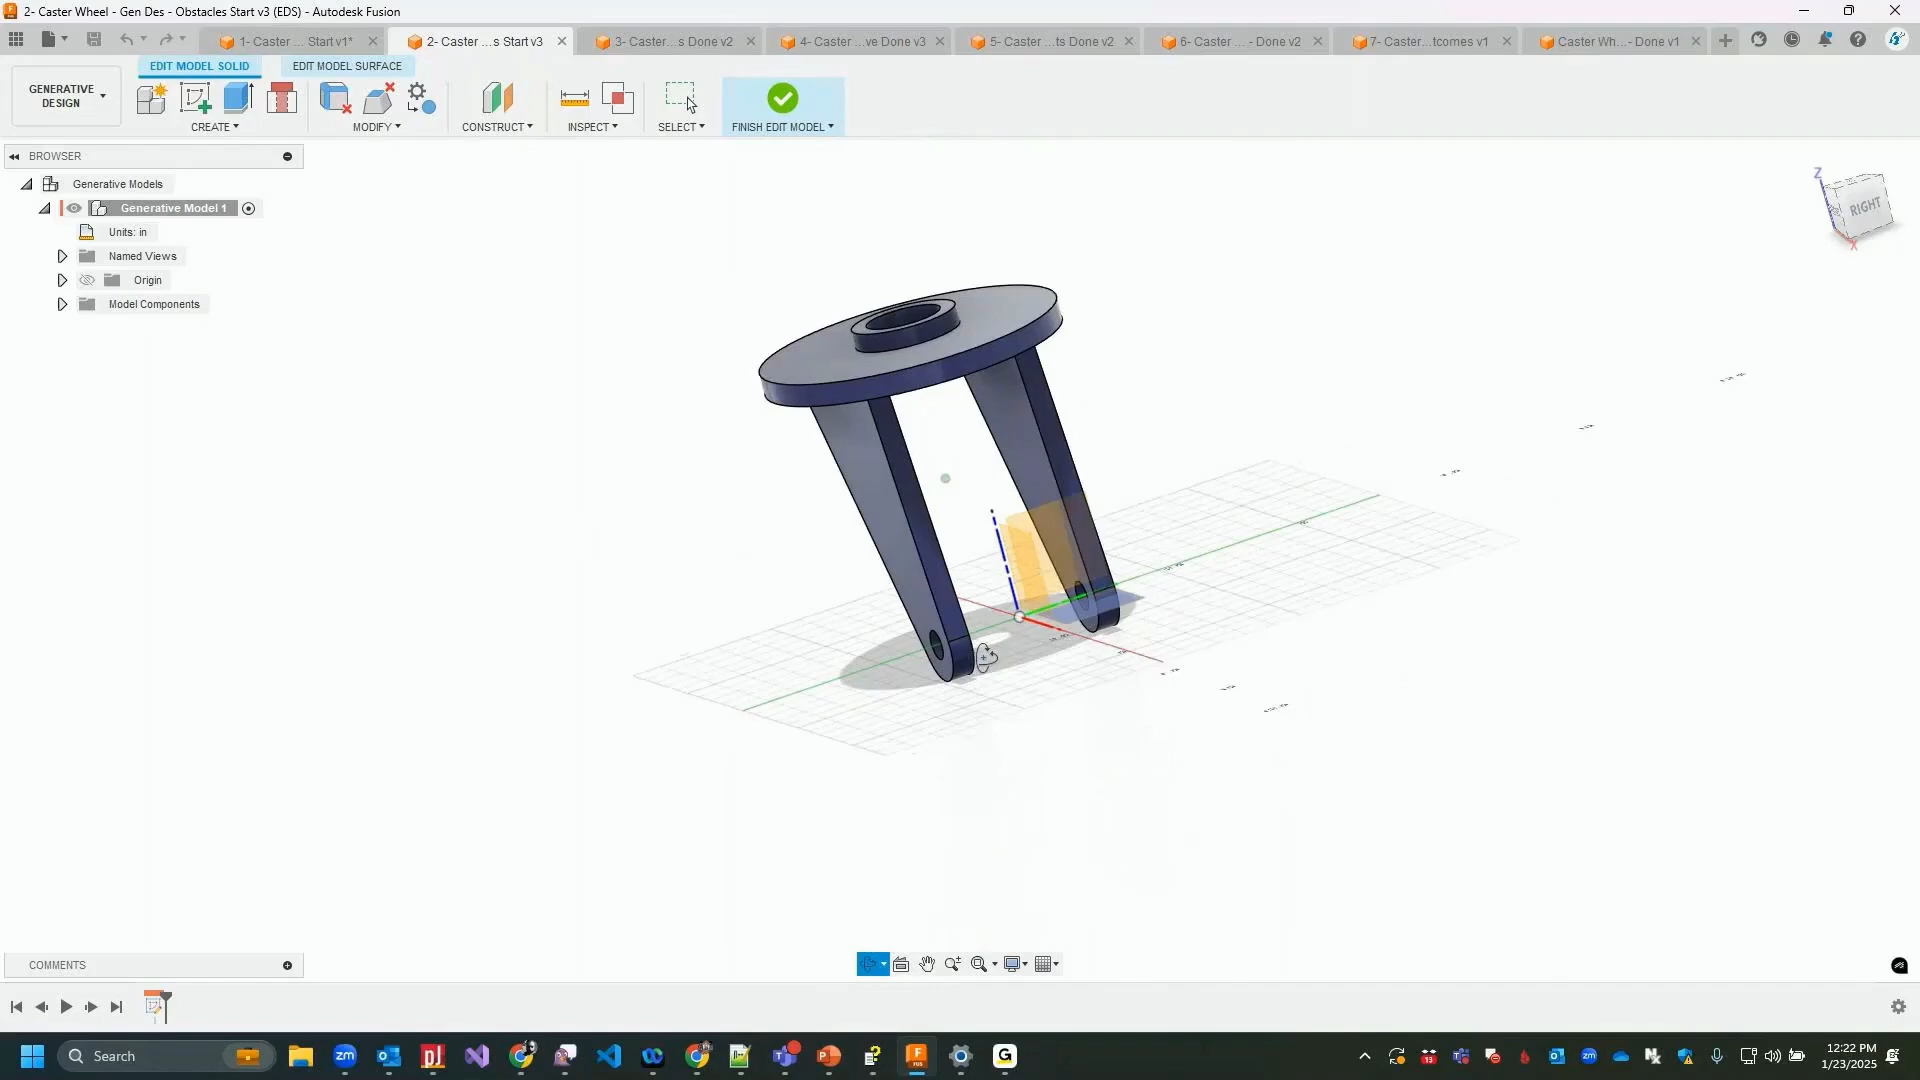 2- Caster Wheel - Gen Des - Obstacles Start v3 (EDS) - Autodesk Fusion
1- Caster ... Start v1*
2- Caster ...s Start v3
3- Caster...s Done v2
4- Caster ...ve Done v3
5- Caster ...ts Done v2
6- Caster ... - Done v2
7- Caster...tcomes v1
Caster Wh...- Done v1
GENERATIVE
DESIGN
EDIT MODEL SOLID
EDIT MODEL SURFACE
CREATE
MODIFY
CONSTRUCT
INSPECT
SELECT
FINISH EDIT MODEL
BROWSER
Generative Models
Generative Model 1
Units: in
Named Views
Origin
Model Components
Z
RIGHT
X
COMMENTS
Search
12:22 PM
1/23/2025